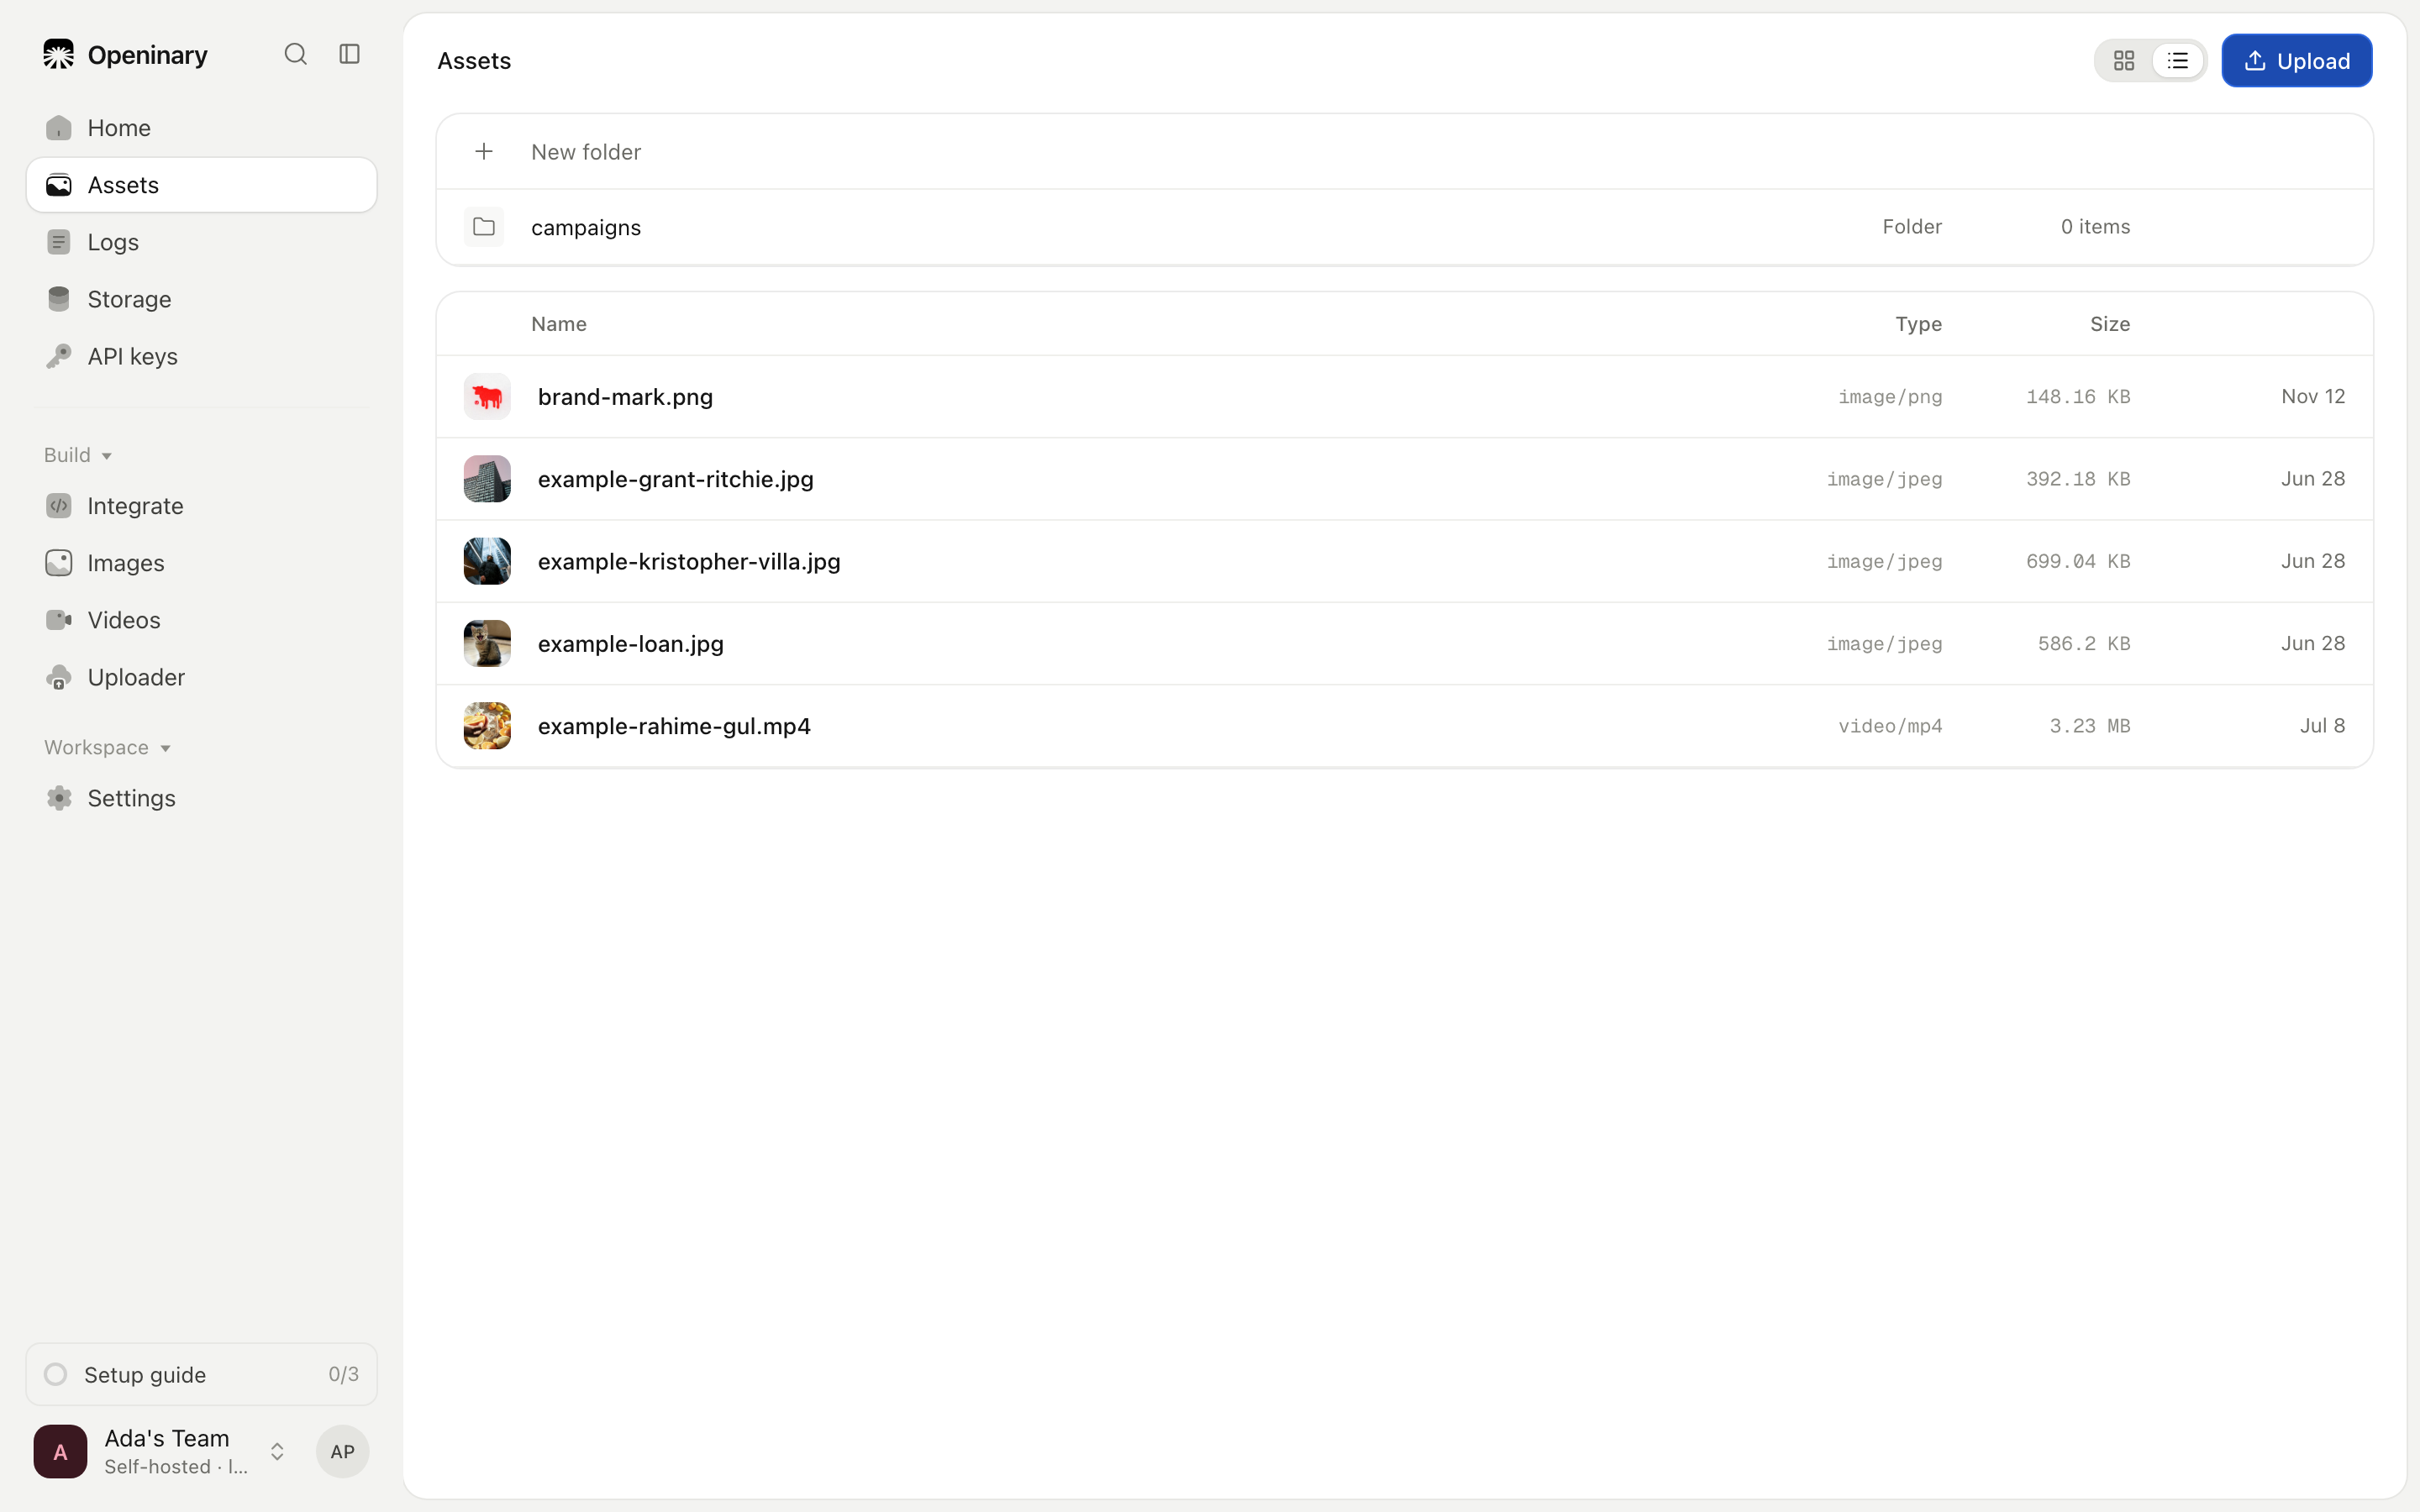 Openinary
Home
Assets
Logs
Storage
API keys
Build
Integrate
Images
Videos
Uploader
Workspace
Settings
Setup guide 0/3
A Ada's Team AP
Self-hosted · l...
Assets
Upload
New folder
campaigns Folder 0 items
Name Type Size
brand-mark.png image/png 148.16 KB Nov 12
example-grant-ritchie.jpg image/jpeg 392.18 KB Jun 28
example-kristopher-villa.jpg image/jpeg 699.04 KB Jun 28
example-loan.jpg image/jpeg 586.2 KB Jun 28
example-rahime-gul.mp4 video/mp4 3.23 MB Jul 8